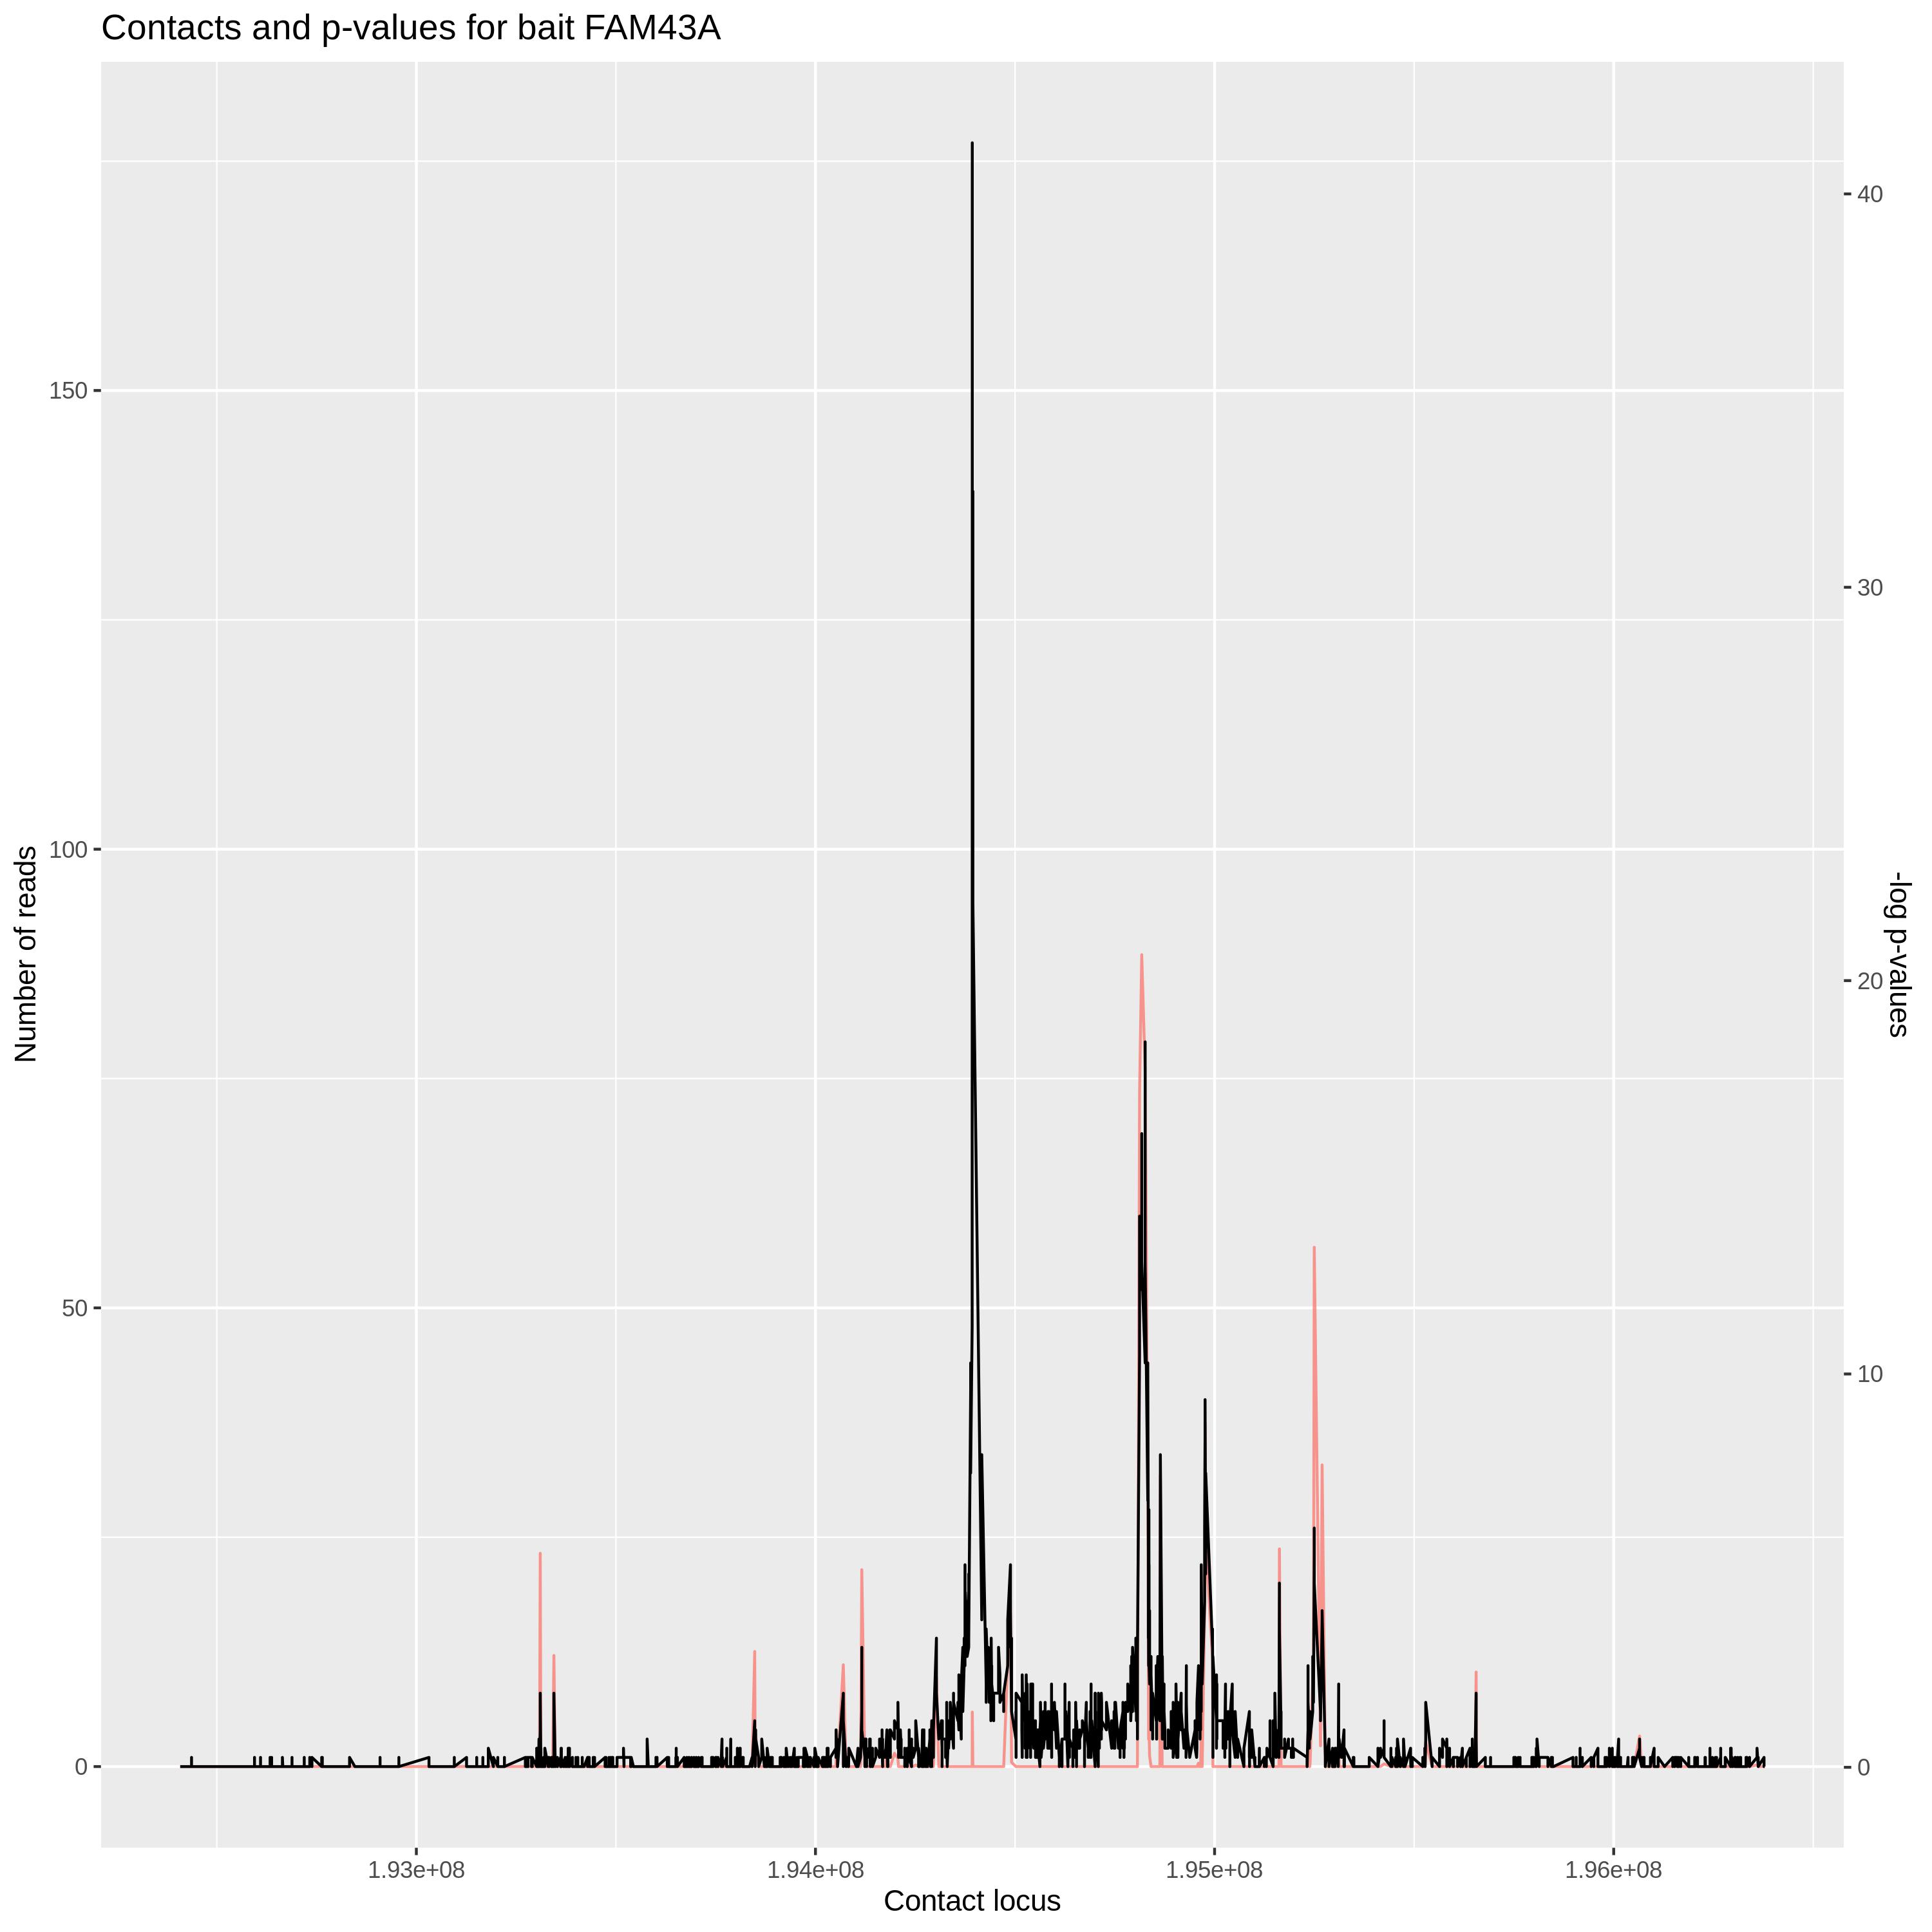 Contacts and p-values for bait FAM43A
Number of reads
150
100
50
0
40
30
20
10
0
-log p-values
1.93e+08
1.94e+08
1.95e+08
1.96e+08
Contact locus